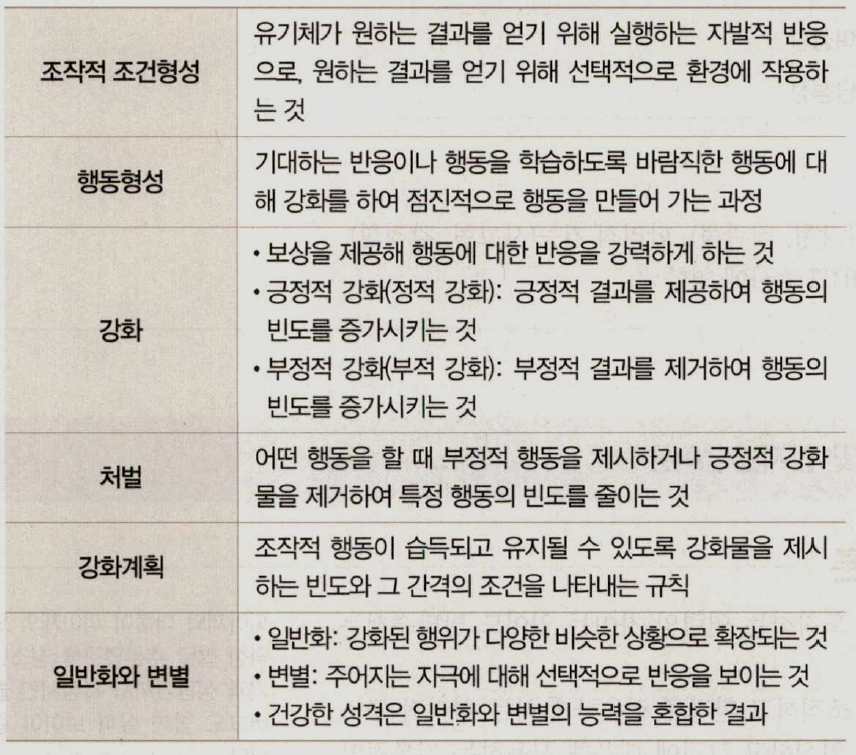 조작적 조건형성
유기체가 원하는 결과를 얻기 위해 실행하는 자발적 반응
으로, 원하는 결과를 얻기 위해 선택적으로 환경에 작용하
는 것
행동형성
기대하는 반응이나 행동을 학습하도록 바람직한 행동에 대
해 강화를 하여 점진적으로 행동을 만들어 가는 과정
강화
• 보상을 제공해 행동에 대한 반응을 강력하게 하는 것
• 긍정적 강화(정적 강화): 긍정적 결과를 제공하여 행동의
빈도를 증가시키는 것
• 부정적 강화(부적 강화): 부정적 결과를 제거하여 행동의
빈도를 증가시키는 것
처벌
어떤 행동을 할 때 부정적 행동을 제시하거나 긍정적 강화
물을 제거하여 특정 행동의 빈도를 줄이는 것
강화계획
조작적 행동이 습득되고 유지될 수 있도록 강화물을 제시
하는 빈도와 그 간격의 조건을 나타내는 규칙
일반화와 변별
• 일반화: 강화된 행위가 다양한 비슷한 상황으로 확장되는 것
• 변별: 주어지는 자극에 대해 선택적으로 반응을 보이는 것
• 건강한 성격은 일반화와 변별의 능력을 혼합한 결과